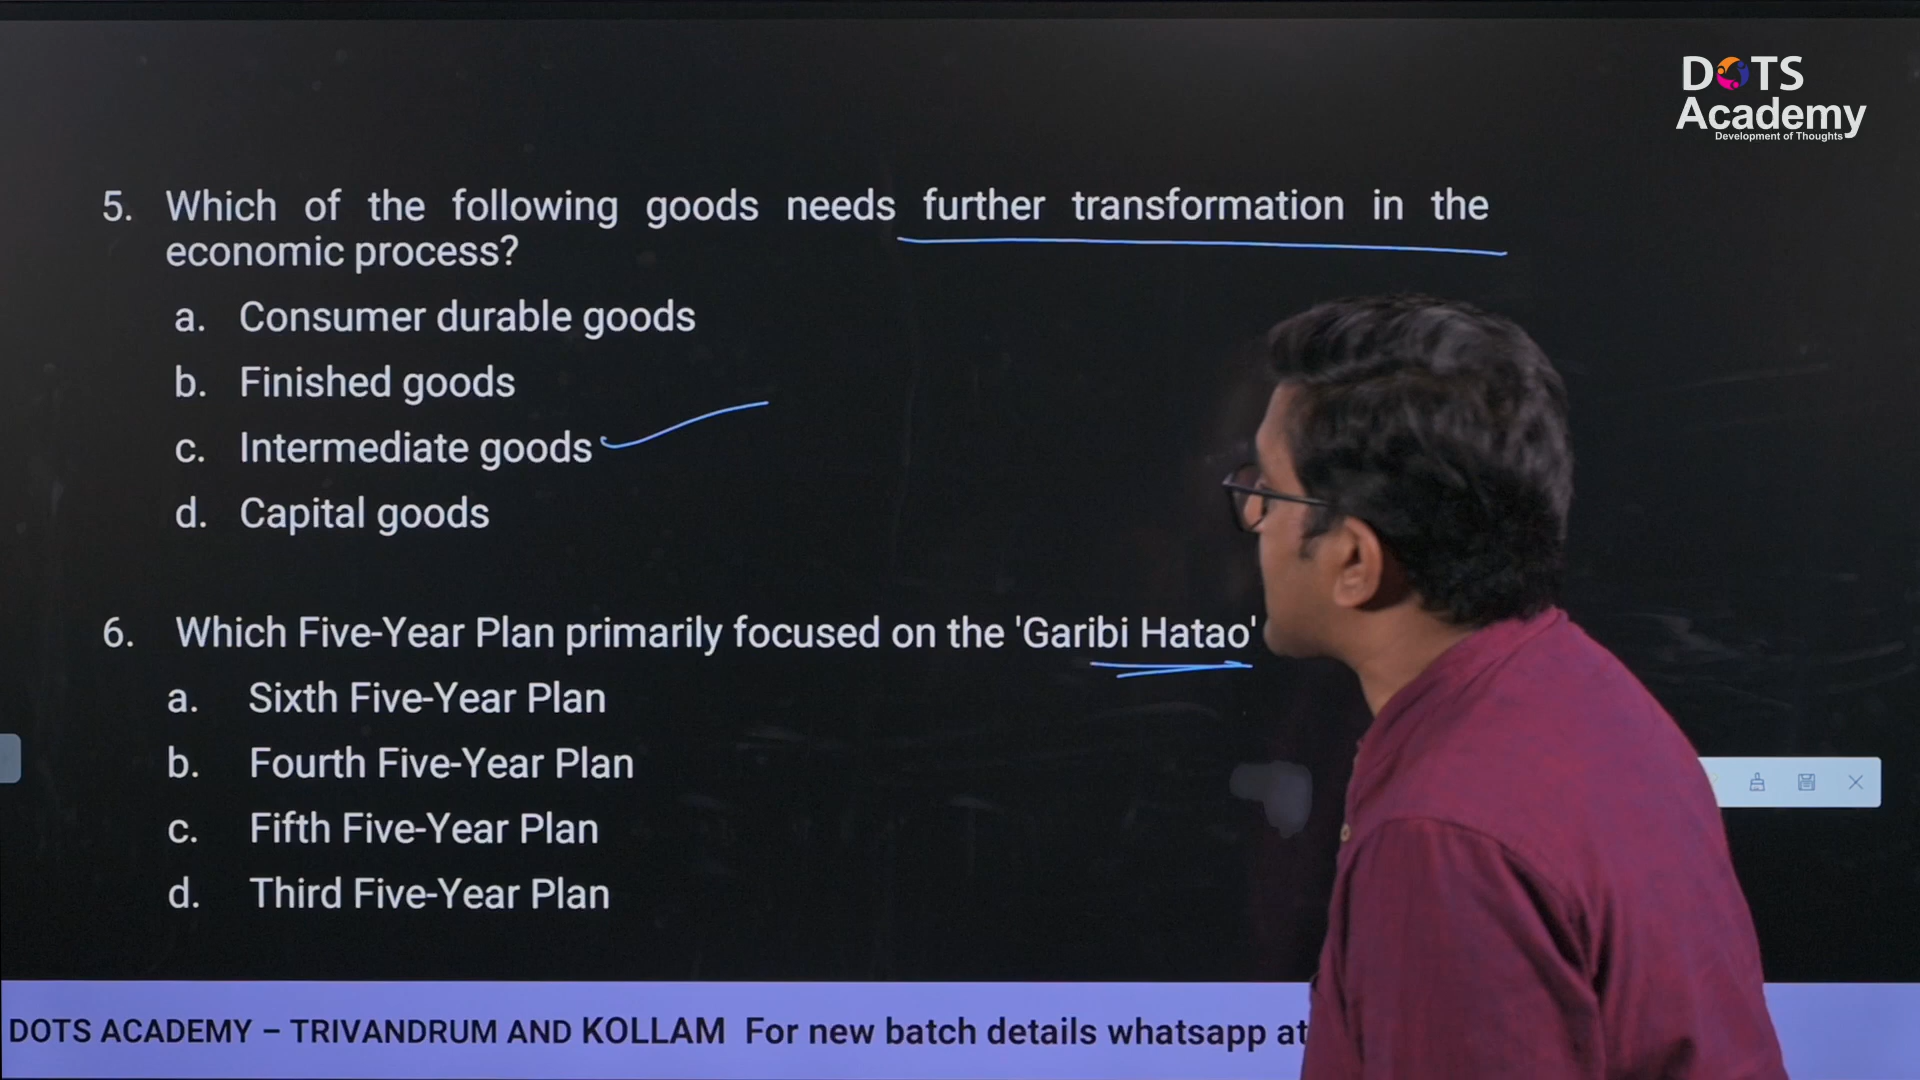 DOTS
Academy
Development of Thoughts
5. Which of the following goods needs further transformation in the
economic process?
a. Consumer durable goods
b. Finished goods
c. Intermediate goods
d. Capital goods
6. Which Five-Year Plan primarily focused on the 'Garibi Hatao'
a. Sixth Five-Year Plan
b. Fourth Five-Year Plan
c. Fifth Five-Year Plan
d. Third Five-Year Plan
DOTS ACADEMY – TRIVANDRUM AND KOLLAM For new batch details whatsapp at